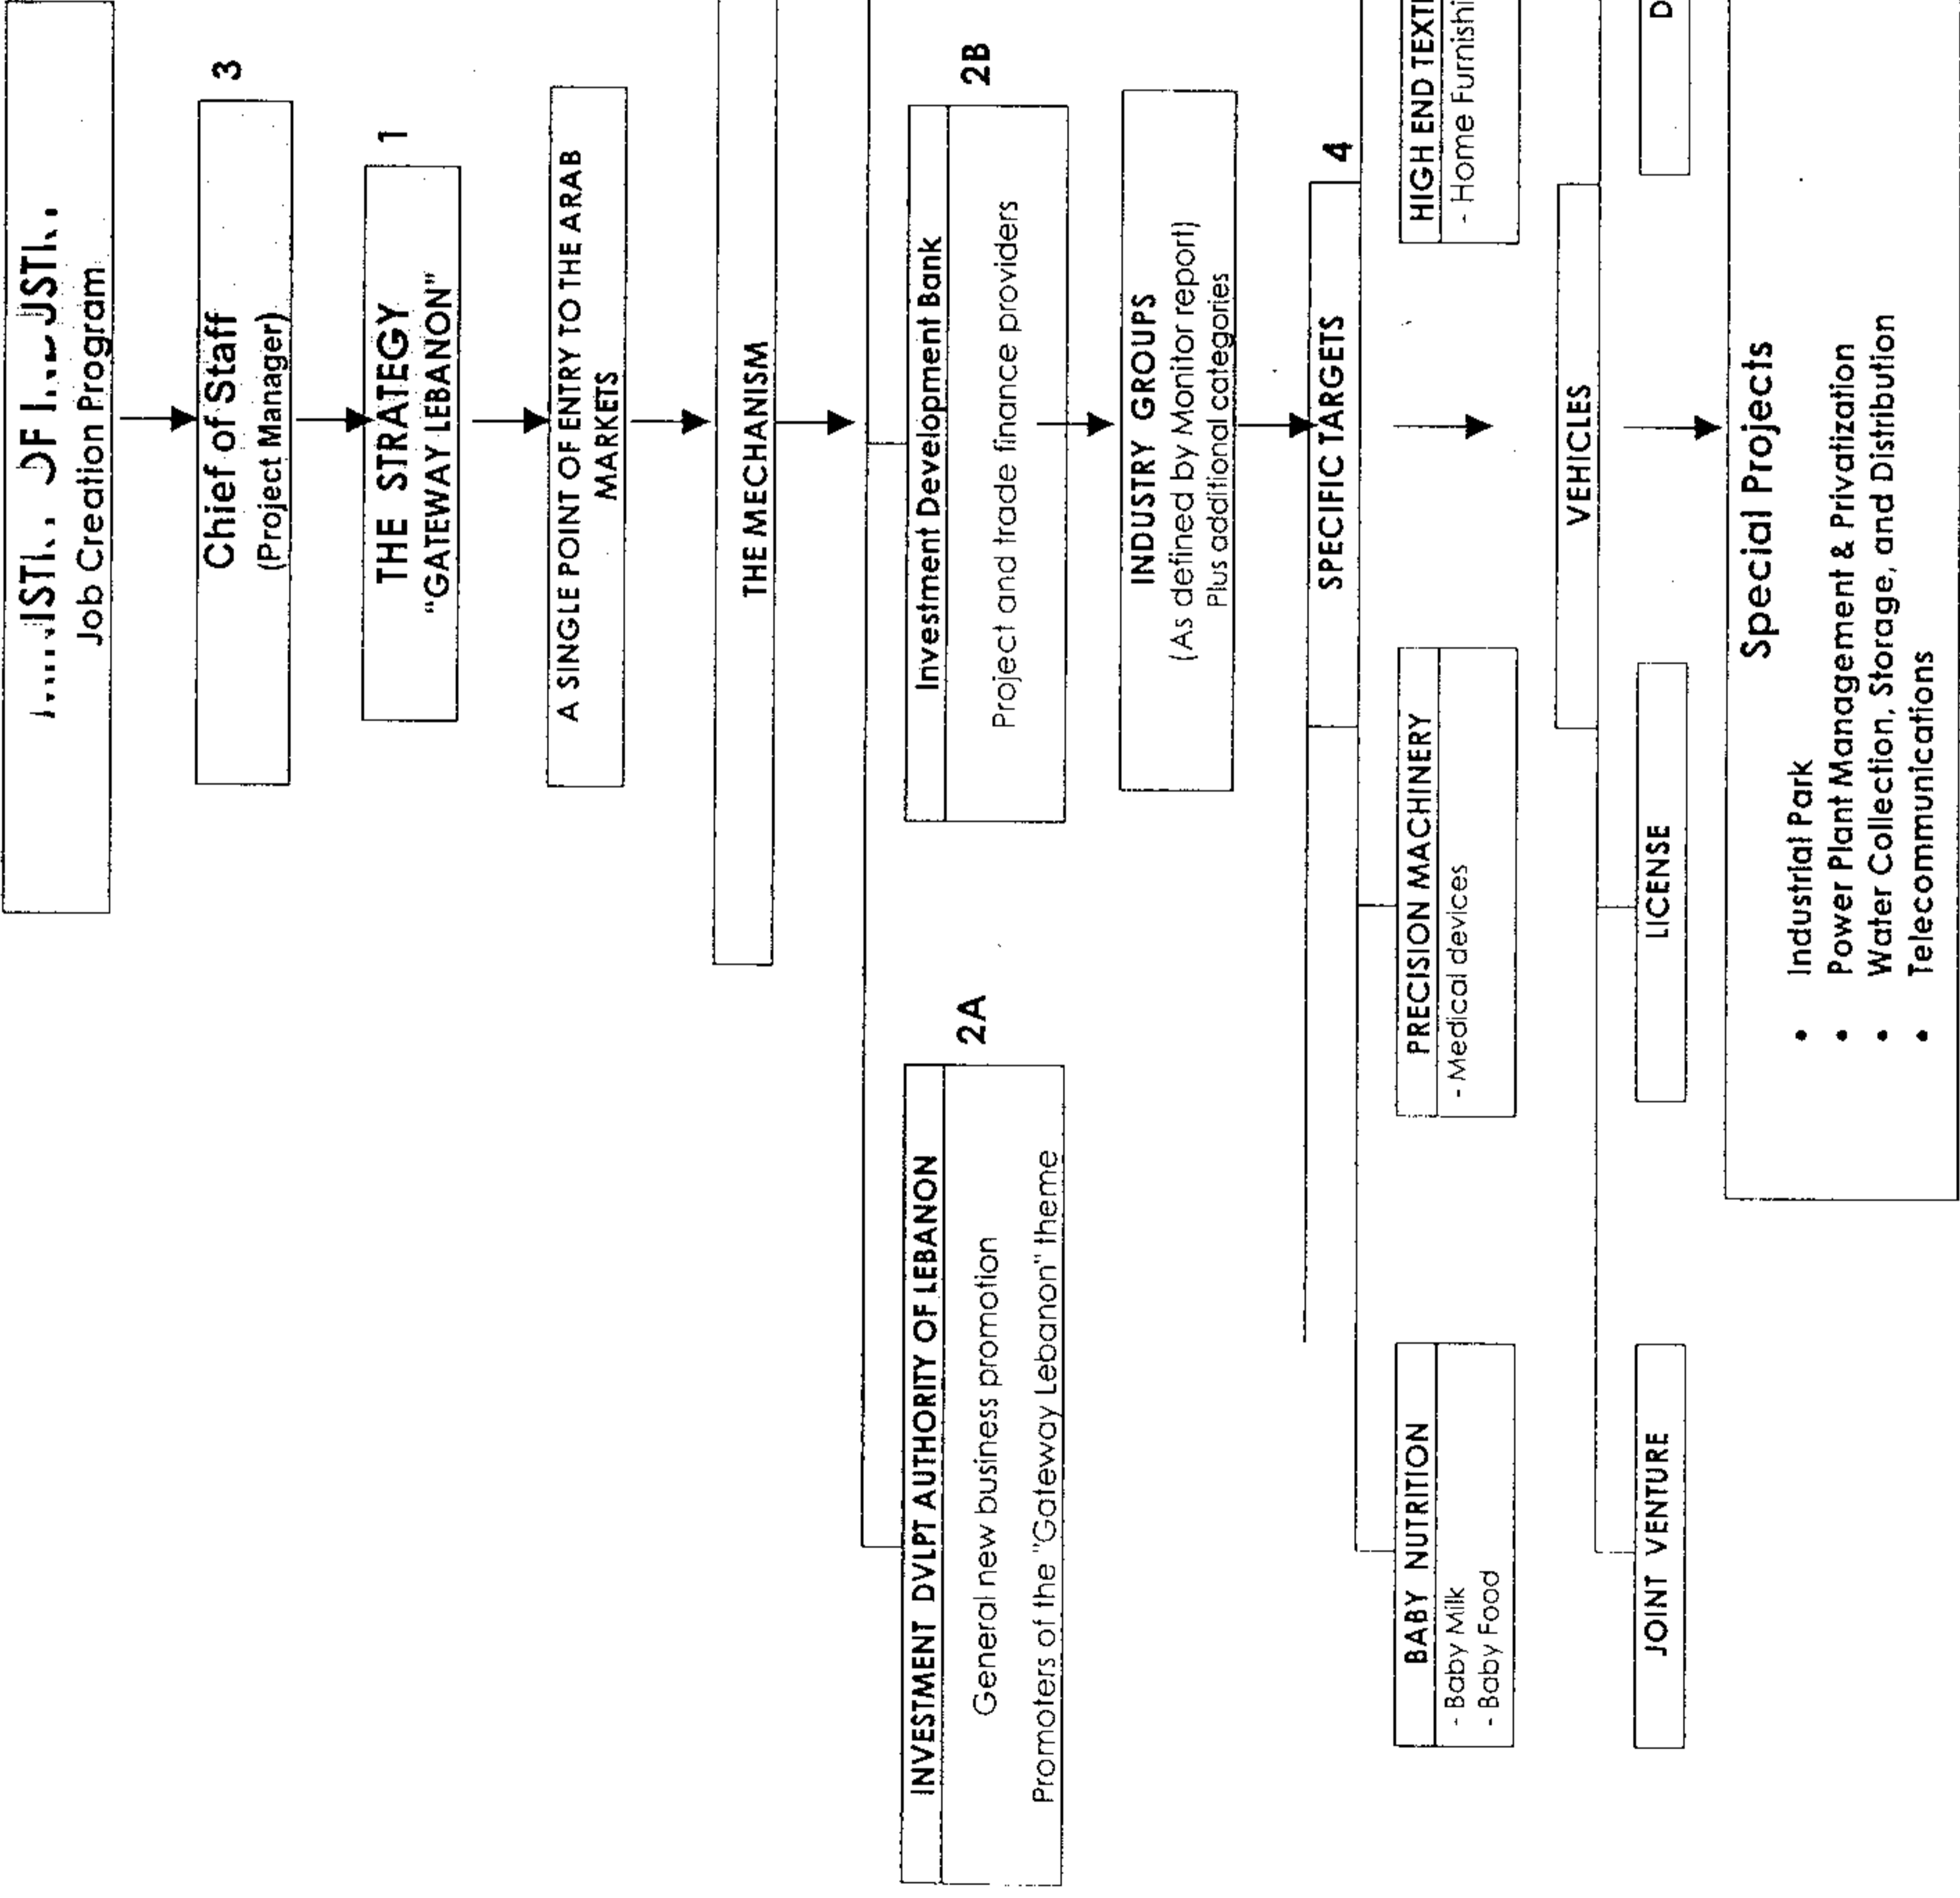 OF
Job Creation Program
Chief of Staff
(Project Manager)
3
THE STRATEGY
"GATEWAY LEBANON"
1
A SINGLE POINT OF ENTRY TO THE ARAB
MARKETS
THE MECHANISM
INVESTMENT DVLPT AUTHORITY OF LEBANON
General new business promotion
Promoters of the "Gateway Lebanon" theme
2A
Investment Development Bank
Project and trade finance providers
2B
INDUSTRY GROUPS
(As defined by Monitor report)
Plus additional categories
SPECIFIC TARGETS
4
BABY NUTRITION
- Baby Milk
- Baby Food
PRECISION MACHINERY
- Medical devices
HIGH END TEXTI
- Home Furnishi
VEHICLES
JOINT VENTURE
LICENSE
D
Special Projects
• Industrial Park
• Power Plant Management & Privatization
• Water Collection, Storage, and Distribution
• Telecommunications